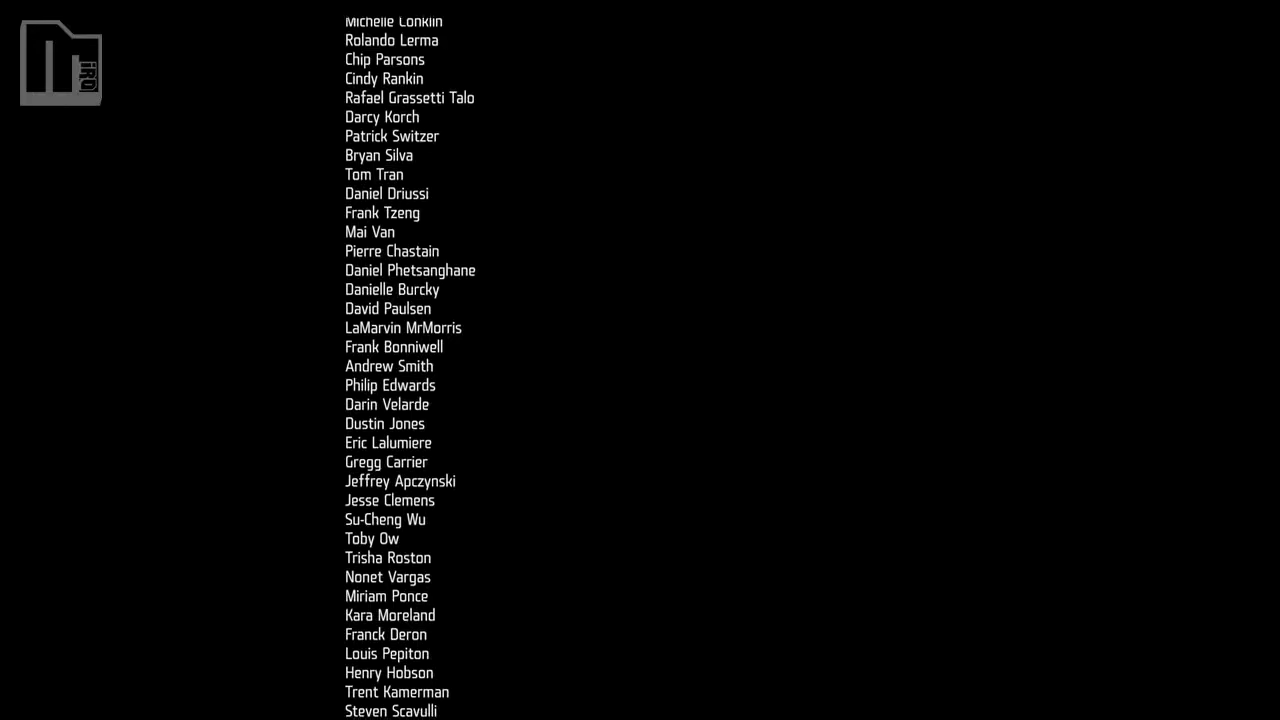 Michelle Conklin
Rolando Lerma
Chip Parsons
Cindy Rankin
Rafael Grassetti Talo
Darcy Korch
Patrick Switzer
Bryan Silva
Tom Tran
Daniel Driussi
Frank Tzeng
Mai Van
Pierre Chastain
Daniel Phetsanghane
Danielle Burcky
David Paulsen
LaMarvin MrMorris
Frank Bonniwell
Andrew Smith
Philip Edwards
Darin Velarde
Dustin Jones
Eric Lalumiere
Gregg Carrier
Jeffrey Apczynski
Jesse Clemens
Su-Cheng Wu
Toby Ow
Trisha Roston
Nonet Vargas
Miriam Ponce
Kara Moreland
Franck Deron
Louis Pepiton
Henry Hobson
Trent Kamerman
Steven Scavulli